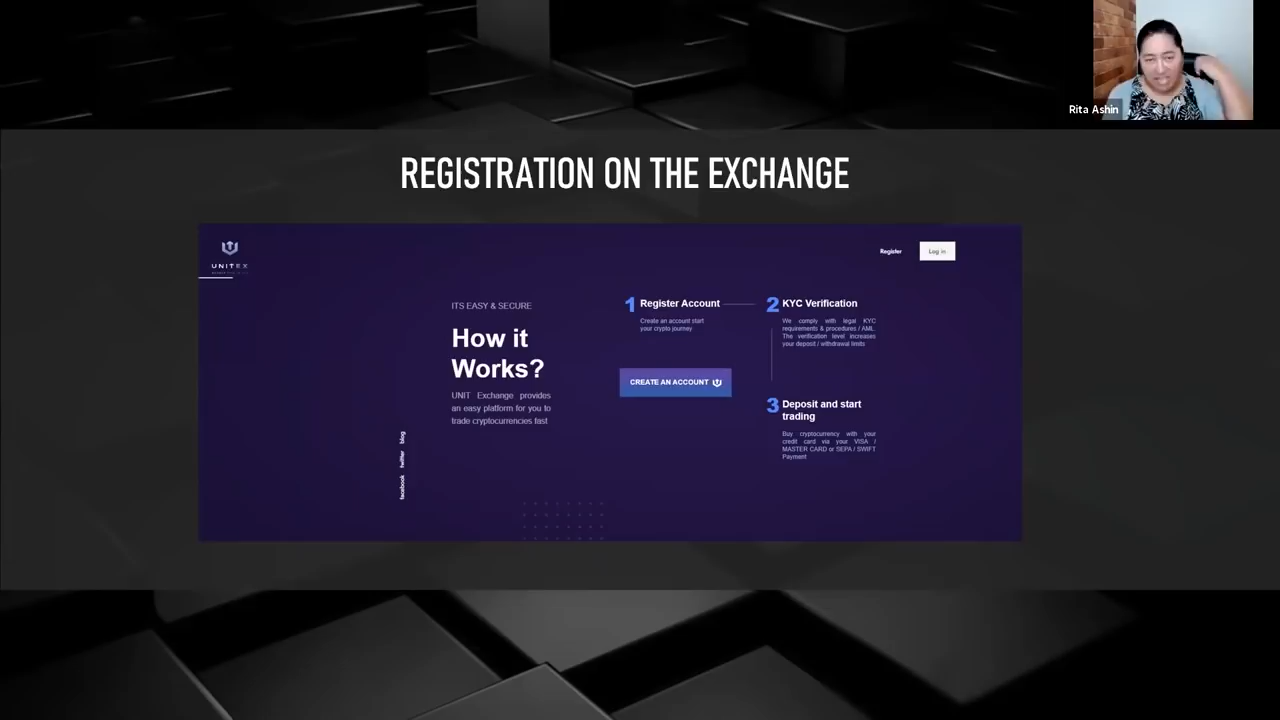 Rita Ashin
REGISTRATION ON THE EXCHANGE
UNITEX
Register
Log in
ITS EASY & SECURE
How it
Works?
UNIT Exchange provides
an easy platform for you to
trade cryptocurrencies fast
1 Register Account
Create an account start
your crypto journey
CREATE AN ACCOUNT
2 KYC Verification
We comply with legal KYC
requirements & procedures / AML
The verification level increases
your deposit / withdrawal limits
3 Deposit and start
trading
Buy cryptocurrency with your
credit card via your VISA /
MASTER CARD or SEPA / SWIFT
Payment
facebook twitter blog